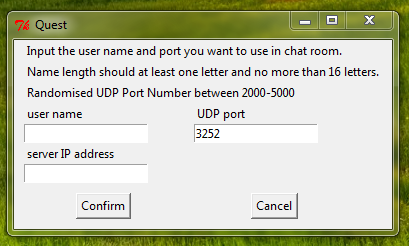 Quest
Input the user name and port you want to use in chat room.
Name length should at least one letter and no more than 16 letters.
Randomised UDP Port Number between 2000-5000
user name UDP port
3252
server IP address
Confirm Cancel